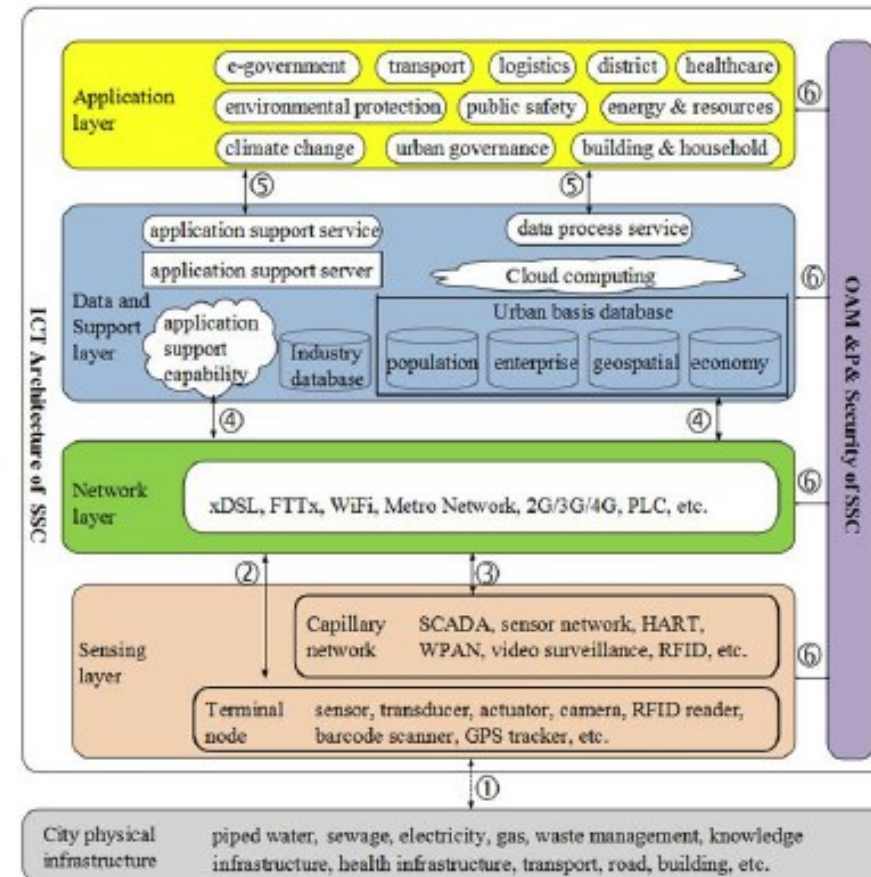 e-government
transport
logistics
district
healthcare
Application
layer
environmental protection
public safety
energy & resources
climate change
urban governance
building & household
⑥
⑤
⑤
application support service
data process service
application support server
Cloud computing
⑥
Data and
Support
layer
application
support
capability
Industry
database
Urban basis database
population
enterprise
geospatial
economy
④
④
Network
layer
xDSL, FTTx, WiFi, Metro Network, 2G/3G/4G, PLC, etc.
⑥
②
③
Sensing
layer
Capillary
network
SCADA, sensor network, HART,
WPAN, video surveillance, RFID, etc.
⑥
Terminal
node
sensor, transducer, actuator, camera, RFID reader,
barcode scanner, GPS tracker, etc.
①
City physical
infrastructure
piped water, sewage, electricity, gas, waste management, knowledge
infrastructure, health infrastructure, transport, road, building, etc.
ICT Architecture of SSC
OAM &P& Security of SSC